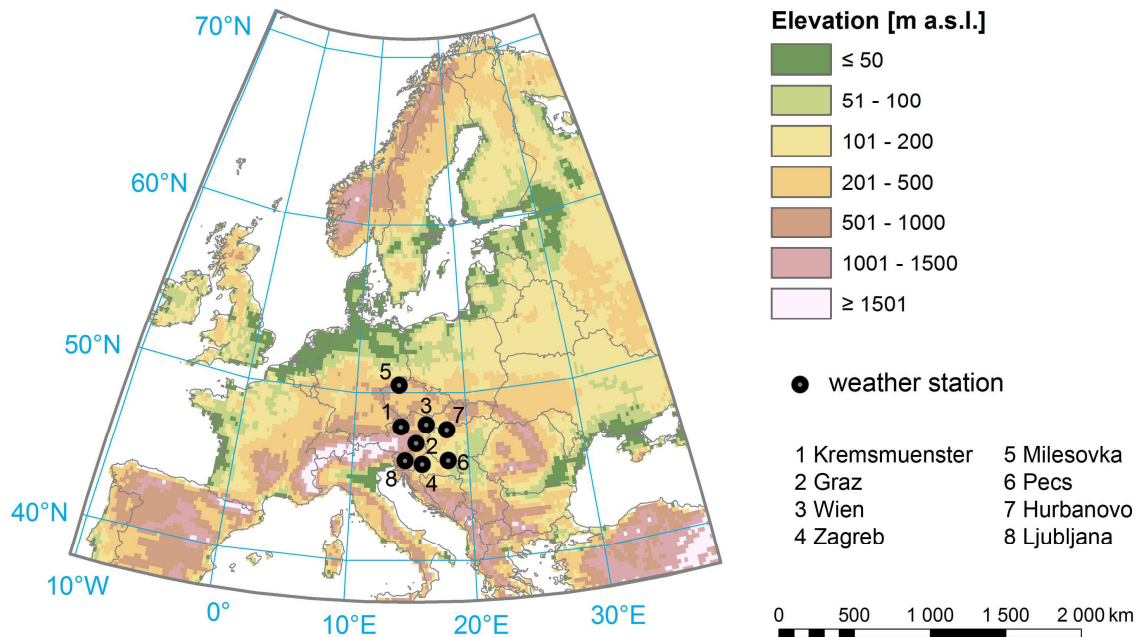 70°N
60°N
50°N
40°N
10°W
0°
10°E
20°E
30°E
5
1
3
7
2
6
8
4
Elevation [m a.s.l.]
≤ 50
51 - 100
101 - 200
201 - 500
501 - 1000
1001 - 1500
≥ 1501
weather station
1 Kremsmuenster
2 Graz
3 Wien
4 Zagreb
5 Milesovka
6 Pecs
7 Hurbanovo
8 Ljubljana
0 500 1 000 1 500 2 000 km